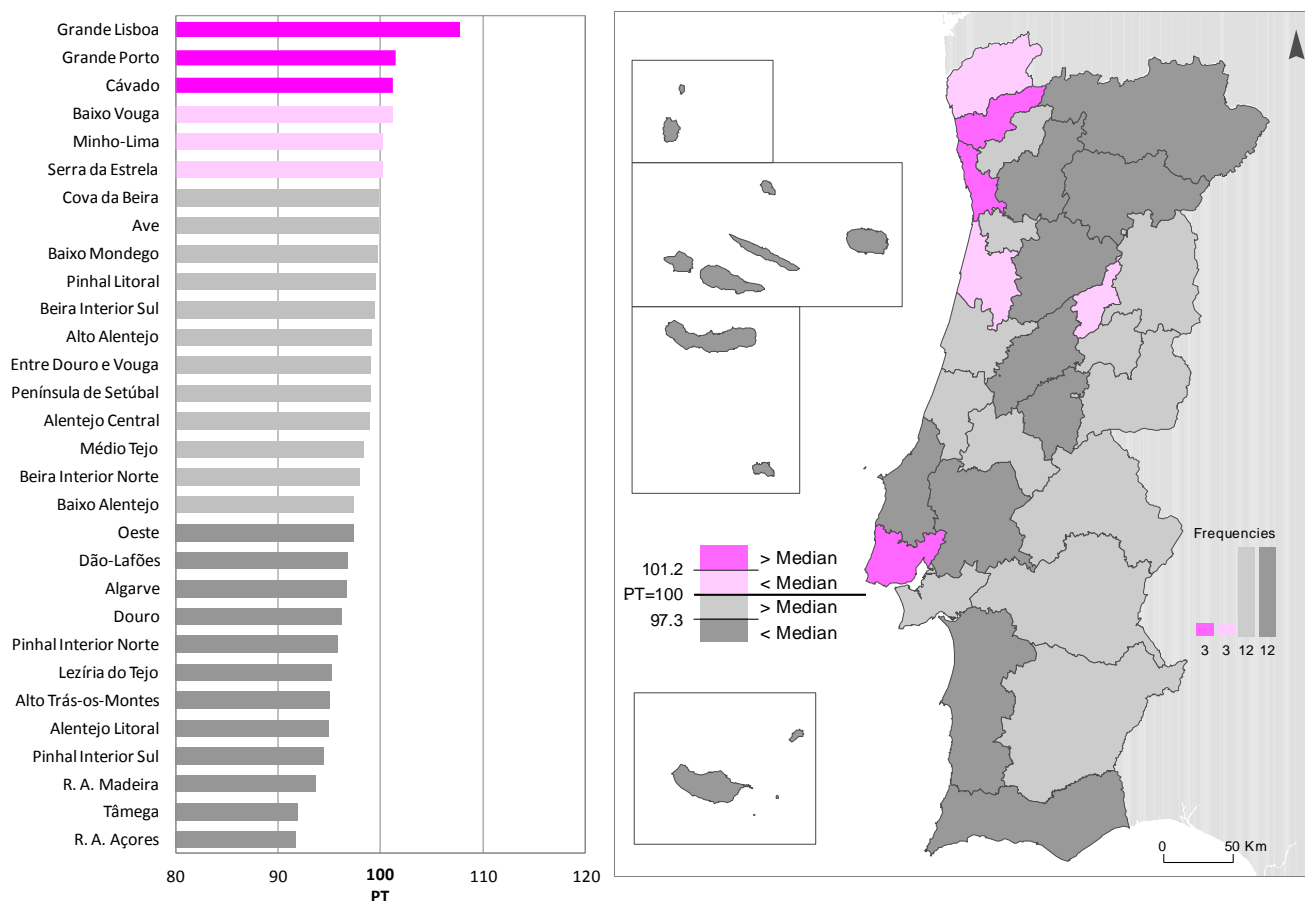 Grande Lisboa
Grande Porto
Cávado
Baixo Vouga
Minho-Lima
Serra da Estrela
Cova da Beira
Ave
Baixo Mondego
Pinhal Litoral
Beira Interior Sul
Alto Alentejo
Entre Douro e Vouga
Península de Setúbal
Alentejo Central
Médio Tejo
Beira Interior Norte
Baixo Alentejo
Oeste
Dão-Lafões
Algarve
Douro
Pinhal Interior Norte
Lezíria do Tejo
Alto Trás-os-Montes
Alentejo Litoral
Pinhal Interior Sul
R. A. Madeira
Tâmega
R. A. Açores
80 90 100 110 120
PT
> Median
101.2
< Median
PT=100
> Median
97.3
< Median
Frequencies
3 3 12 12
0 50 Km